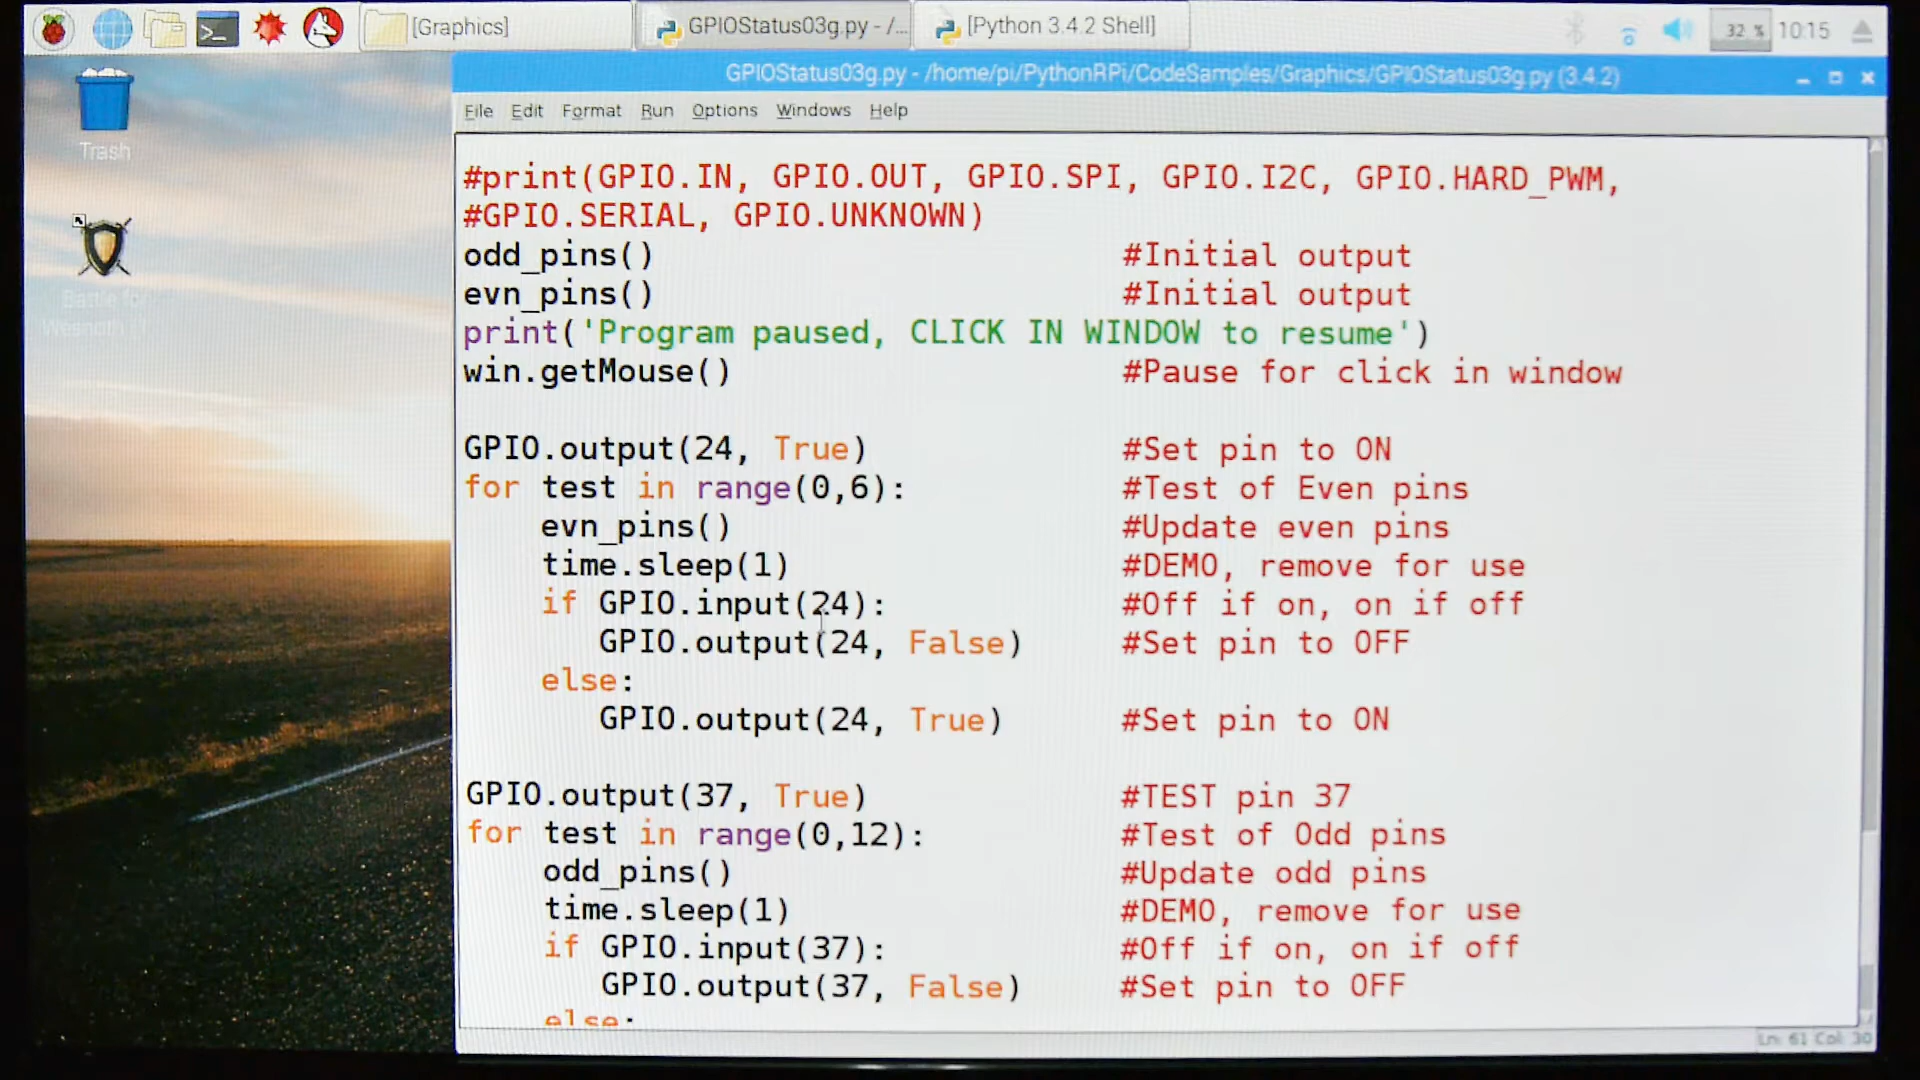 [Graphics]
GPIOStatus03g.py - /...
[Python 3.4.2 Shell]
32 %
10:15
GPIOStatus03g.py - /home/pi/PythonRPi/CodeSamples/Graphics/GPIOStatus03g.py (3.4.2)
File Edit Format Run Options Windows Help
Trash
Battle for
Wesnoth
#print(GPIO.IN, GPIO.OUT, GPIO.SPI, GPIO.I2C, GPIO.HARD_PWM,
#GPIO.SERIAL, GPIO.UNKNOWN)
odd_pins() #Initial output
evn_pins() #Initial output
print('Program paused, CLICK IN WINDOW to resume')
win.getMouse() #Pause for click in window
GPIO.output(24, True) #Set pin to ON
for test in range(0,6): #Test of Even pins
evn_pins() #Update even pins
time.sleep(1) #DEMO, remove for use
if GPIO.input(24): #Off if on, on if off
GPIO.output(24, False) #Set pin to OFF
else:
GPIO.output(24, True) #Set pin to ON
GPIO.output(37, True) #TEST pin 37
for test in range(0,12): #Test of Odd pins
odd_pins() #Update odd pins
time.sleep(1) #DEMO, remove for use
if GPIO.input(37): #Off if on, on if off
GPIO.output(37, False) #Set pin to OFF
else:
Ln: 61 Col: 30